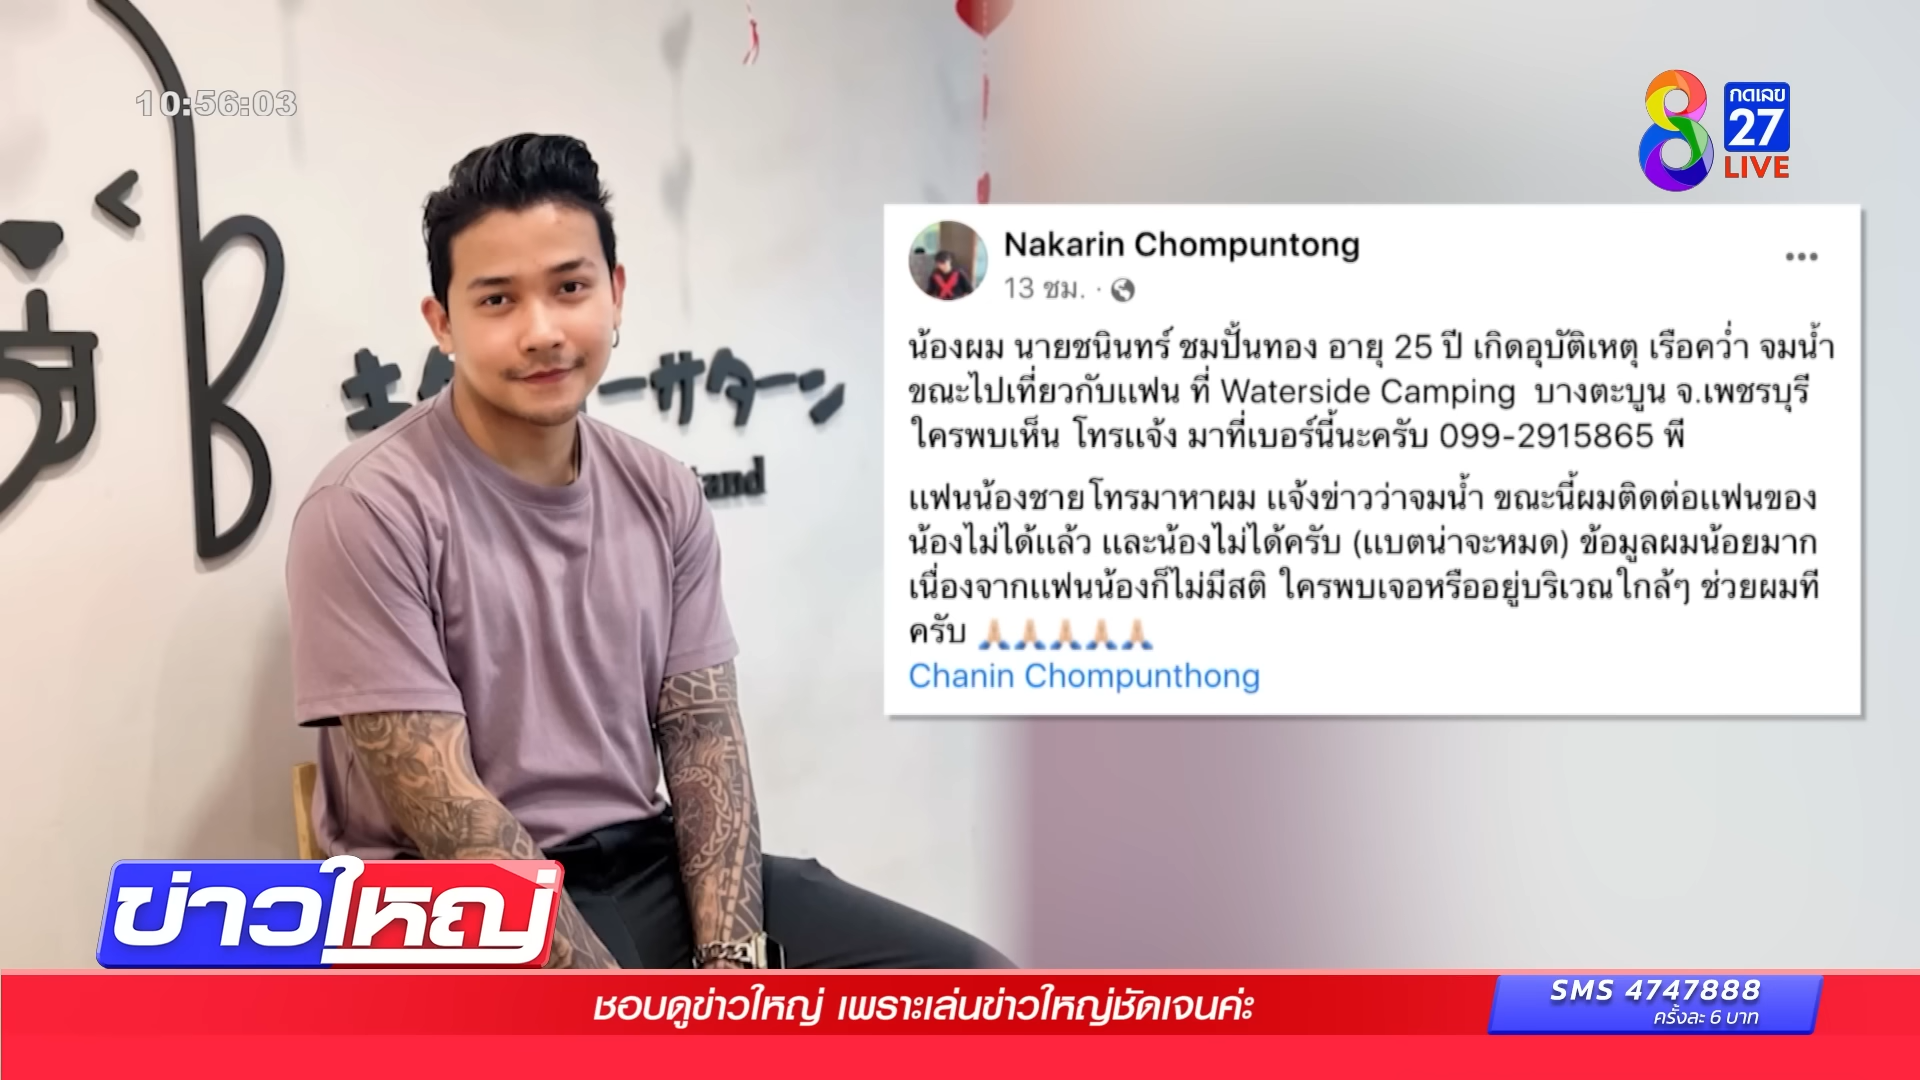 10:56:03
กดเลข
8 27
LIVE
Nakarin Chompuntong
13 ชม. ·
น้องผม นายชนินทร์ ชมปั้นทอง อายุ 25 ปี เกิดอุบัติเหตุ เรือคว่ำ จมน้ำ
ขณะไปเที่ยวกับแฟน ที่ Waterside Camping บางตะบูน จ.เพชรบุรี
ใครพบเห็น โทรแจ้ง มาที่เบอร์นี้นะครับ 099-2915865 พี
แฟนน้องชายโทรมาหาผม แจ้งข่าวว่าจมน้ำ ขณะนี้ผมติดต่อแฟนของ
น้องไม่ได้แล้ว และน้องไม่ได้ครับ (แบตน่าจะหมด) ข้อมูลผมน้อยมาก
เนื่องจากแฟนน้องก็ไม่มีสติ ใครพบเจอหรืออยู่บริเวณใกล้ๆ ช่วยผมที
ครับ 🙏🏻🙏🏻🙏🏻🙏🏻🙏🏻
Chanin Chompunthong
ーサターン
tand
ข่าวใหญ่
ชอบดูข่าวใหญ่ เพราะเล่นข่าวใหญ่ชัดเจนค่ะ
SMS 4747888
ครั้งละ 6 บาท